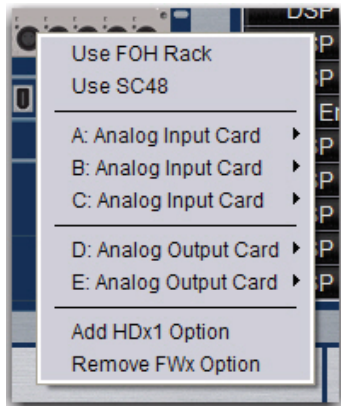 DSP
Use FOH Rack
Use SC48
A: Analog Input Card
B: Analog Input Card
C: Analog Input Card
D: Analog Output Card
E: Analog Output Card
Add HDx1 Option
Remove FWx Option